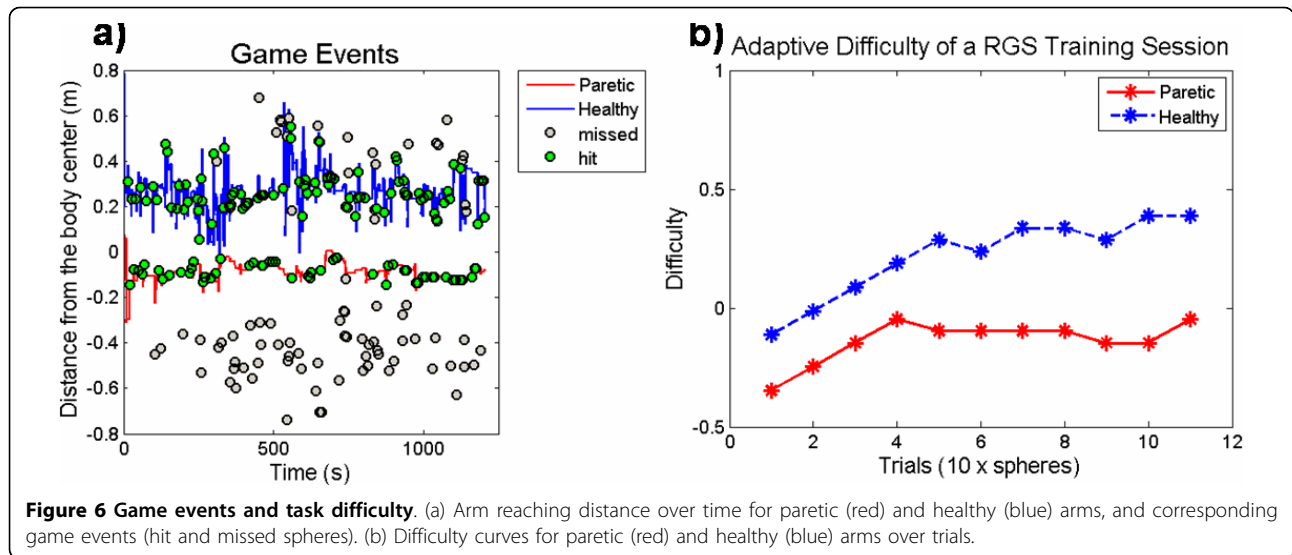 a)
Game Events
Distance from the body center (m)
0.8
0.6
0.4
0.2
0
-0.2
-0.4
-0.6
-0.8
0
500
1000
Time (s)
Paretic
Healthy
missed
hit
b)
Adaptive Difficulty of a RGS Training Session
Difficulty
1
0.5
0
-0.5
0
2
4
6
8
10
12
Trials (10 x spheres)
Paretic
Healthy
Figure 6 Game events and task difficulty. (a) Arm reaching distance over time for paretic (red) and healthy (blue) arms, and corresponding
game events (hit and missed spheres). (b) Difficulty curves for paretic (red) and healthy (blue) arms over trials.